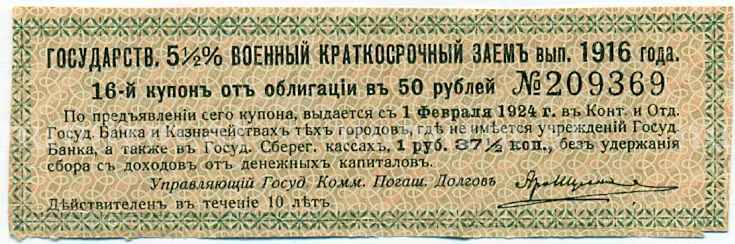 ГОСУДАРСТВ. 5½% ВОЕННЫЙ КРАТКОСРОЧНЫЙ ЗАЕМЪ вып. 1916 года.
16-й купонъ отъ облигаціи въ 50 рублей №209369
По предъявленіи сего купона, выдается съ 1 Февраля 1924 г. въ Конт. и Отд.
Госуд. Банка и Казначействахъ тѣхъ городовъ, гдѣ не имѣется учрежденій Госуд.
Банка, а также въ Госуд. Сберег. кассахъ, 1 руб. 37½ коп., безъ удержанія
сбора съ доходовъ отъ денежныхъ капиталовъ.
Управляющій Госуд. Комм. Погаш. Долговъ
Дѣйствителенъ въ теченіе 10 лѣтъ.